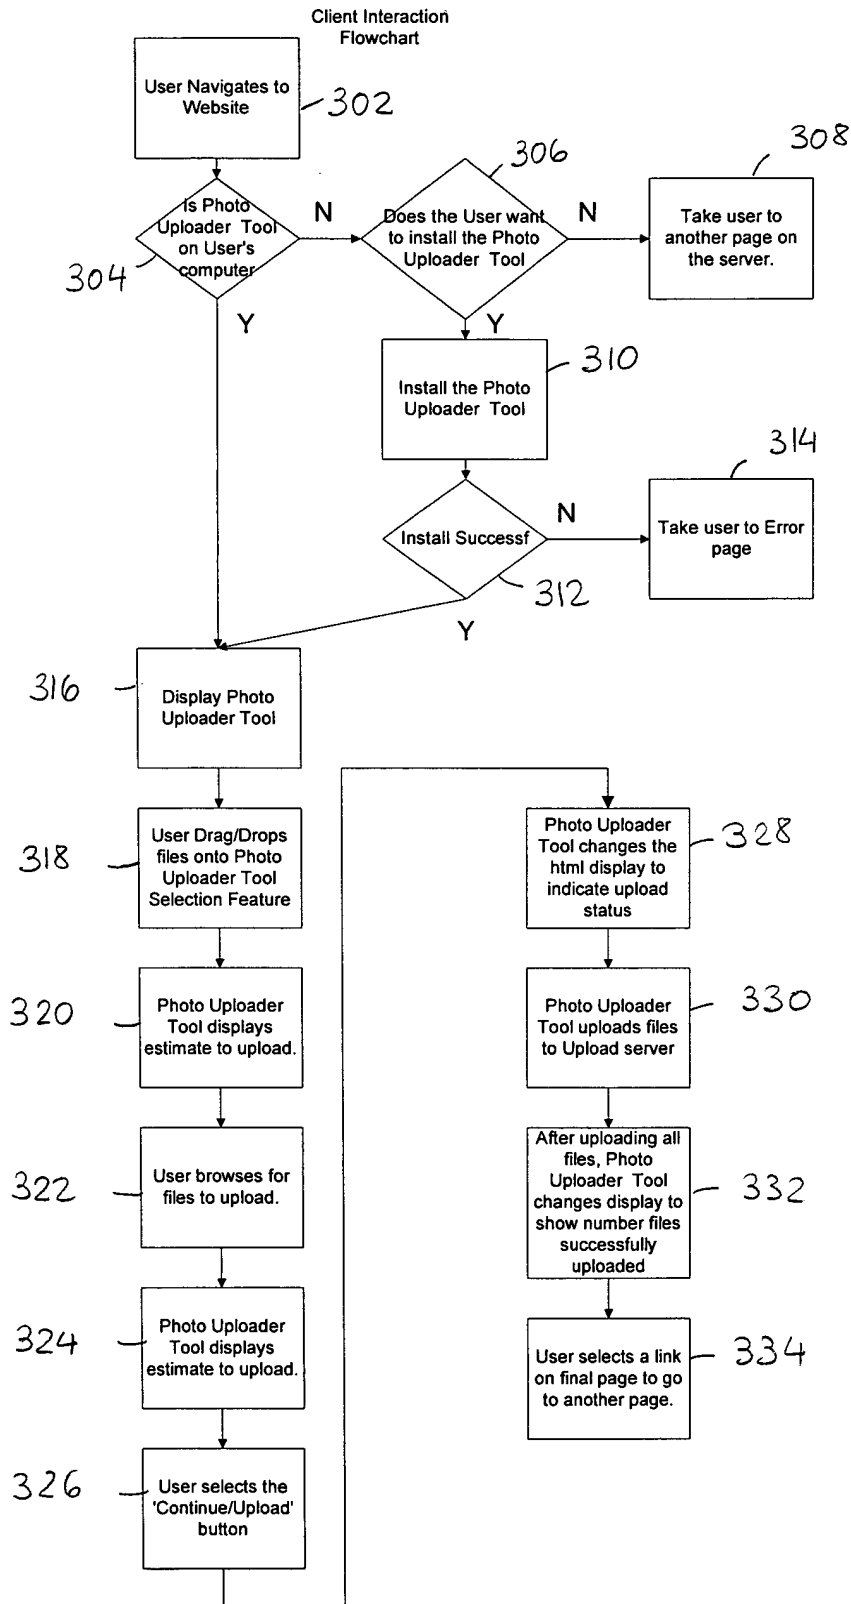 Client Interaction
Flowchart
User Navigates to
Website
302
Is Photo
Uploader Tool
on User's
computer
304
N
Y
306
Does the User want
to install the Photo
Uploader Tool
N
Y
308
Take user to
another page on
the server.
310
Install the Photo
Uploader Tool
312
Install Successf
N
Y
314
Take user to Error
page
316
Display Photo
Uploader Tool
318
User Drag/Drops
files onto Photo
Uploader Tool
Selection Feature
320
Photo Uploader
Tool displays
estimate to upload.
322
User browses for
files to upload.
324
Photo Uploader
Tool displays
estimate to upload.
326
User selects the
'Continue/Upload'
button
Photo Uploader
Tool changes the
html display to
indicate upload
status
328
Photo Uploader
Tool uploads files
to Upload server
330
After uploading all
files, Photo
Uploader Tool
changes display to
show number files
successfully
uploaded
332
User selects a link
on final page to go
to another page.
334